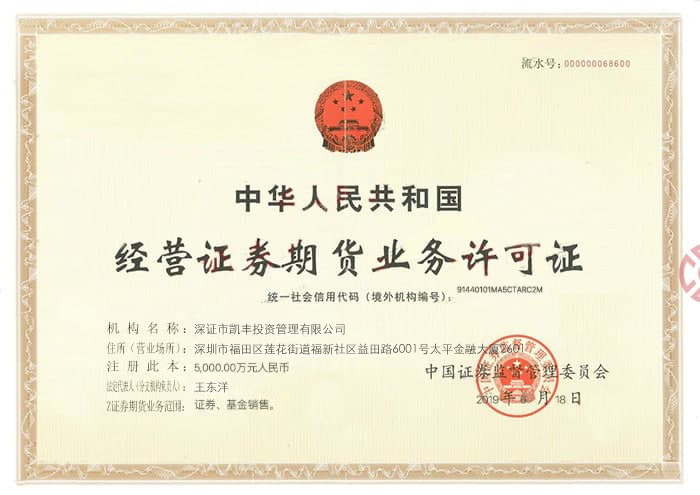 流水号：000000068600
中华人民共和国
经营证券期货业务许可证
统一社会信用代码（境外机构编号）：91440101MA5CTARC2M
机构名称：深证市凯丰投资管理有限公司
住所（营业场所）：深圳市福田区莲花街道福新社区益田路6001号太平金融大厦2601
注册此本：5,000.00万元人民币
法定代表人（分支机构负责人）：王东洋
Z证券期货业务范围：证券、基金销售。
中国证券监督管理委员会
2019年8月18日